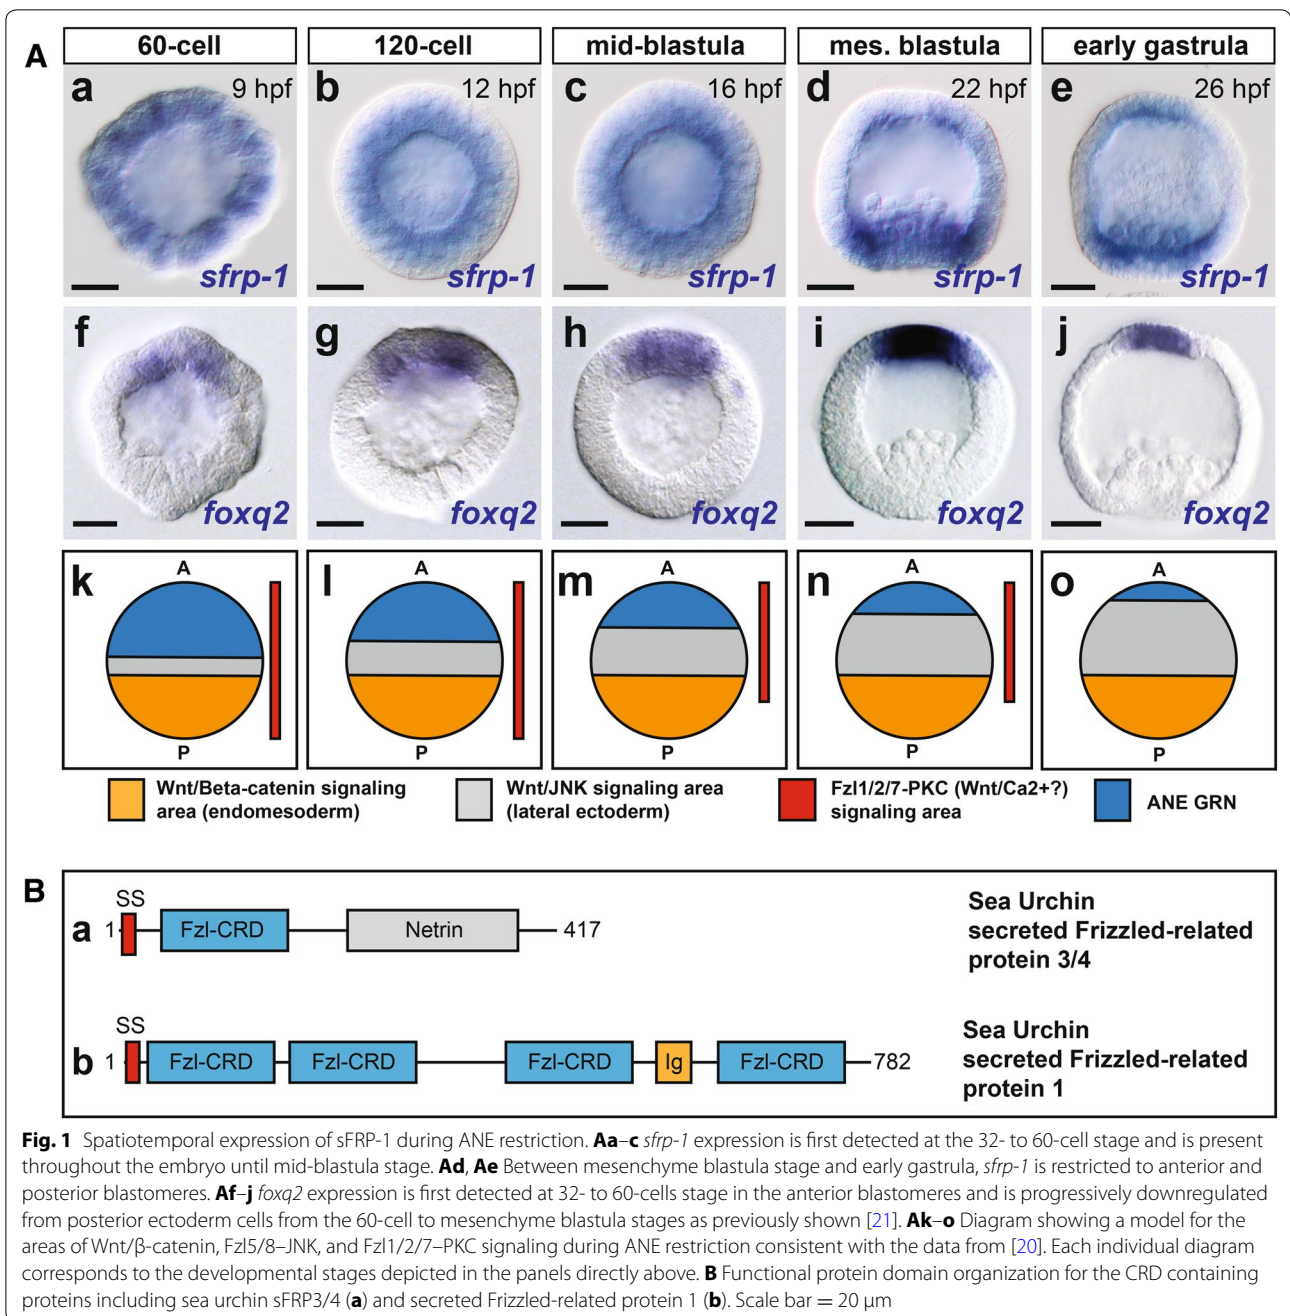 A
60-cell
120-cell
mid-blastula
mes. blastula
early gastrula
a
9 hpf
sfrp-1
b
12 hpf
sfrp-1
c
16 hpf
sfrp-1
d
22 hpf
sfrp-1
e
26 hpf
sfrp-1
f
foxq2
g
foxq2
h
foxq2
i
foxq2
j
foxq2
k
A
P
l
A
P
m
A
P
n
A
P
o
A
P
Wnt/Beta-catenin signaling
area (endomesoderm)
Wnt/JNK signaling area
(lateral ectoderm)
Fzl1/2/7-PKC (Wnt/Ca2+?)
signaling area
ANE GRN
B
a
SS
1
Fzl-CRD
Netrin
417
Sea Urchin
secreted Frizzled-related
protein 3/4
b
SS
1
Fzl-CRD
Fzl-CRD
Fzl-CRD
Ig
Fzl-CRD
782
Sea Urchin
secreted Frizzled-related
protein 1
Fig. 1 Spatiotemporal expression of sFRP-1 during ANE restriction. Aa–c sfrp-1 expression is first detected at the 32- to 60-cell stage and is present
throughout the embryo until mid-blastula stage. Ad, Ae Between mesenchyme blastula stage and early gastrula, sfrp-1 is restricted to anterior and
posterior blastomeres. Af–j foxq2 expression is first detected at 32- to 60-cells stage in the anterior blastomeres and is progressively downregulated
from posterior ectoderm cells from the 60-cell to mesenchyme blastula stages as previously shown [21]. Ak–o Diagram showing a model for the
areas of Wnt/β-catenin, Fzl5/8–JNK, and Fzl1/2/7–PKC signaling during ANE restriction consistent with the data from [20]. Each individual diagram
corresponds to the developmental stages depicted in the panels directly above. B Functional protein domain organization for the CRD containing
proteins including sea urchin sFRP3/4 (a) and secreted Frizzled-related protein 1 (b). Scale bar = 20 μm